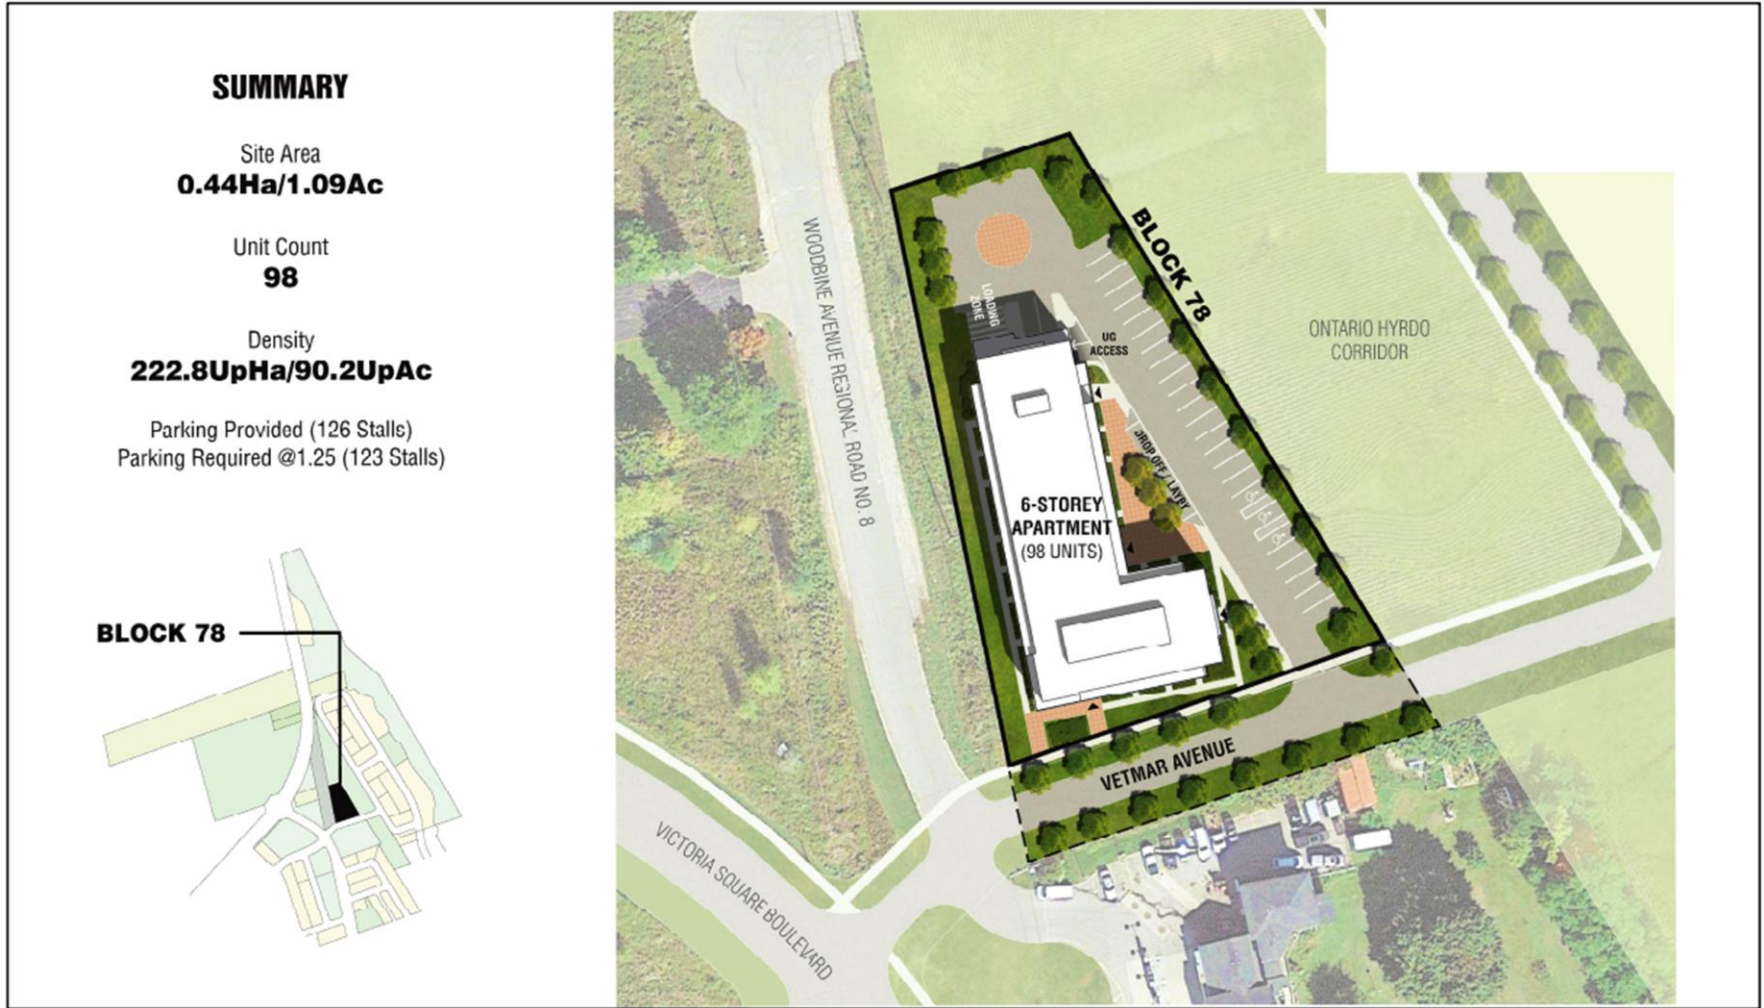 SUMMARY
Site Area
0.44Ha/1.09Ac
Unit Count
98
Density
222.8UpHa/90.2UpAc
Parking Provided (126 Stalls)
Parking Required @1.25 (123 Stalls)
BLOCK 78
WOODBINE AVENUE REGIONAL ROAD NO. 8
BLOCK 78
LOADING
ZONE
UG
ACCESS
ONTARIO HYRDO
CORRIDOR
DROP OFF / LAYBY
6-STOREY
APARTMENT
(98 UNITS)
VETMAR AVENUE
VICTORIA SQUARE BOULEVARD